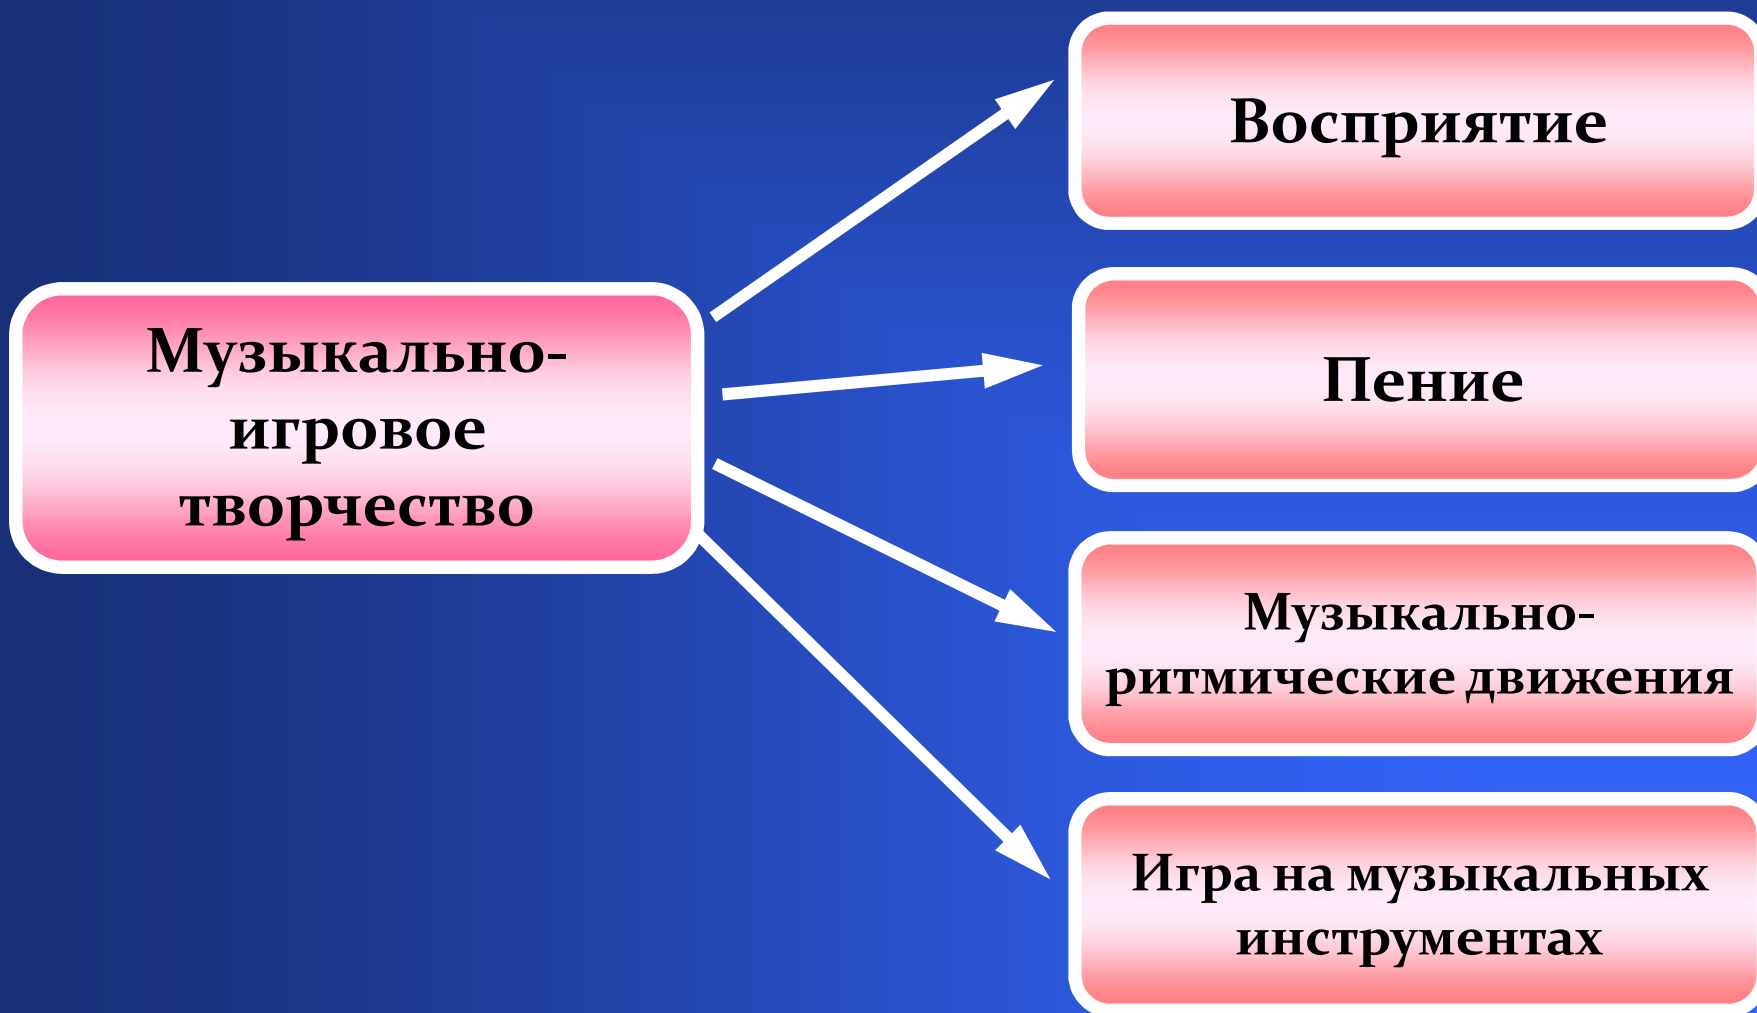 Восприятие
Музыкально-
игровое
творчество
Пение
Музыкально-
ритмические движения
Игра на музыкальных
инструментах